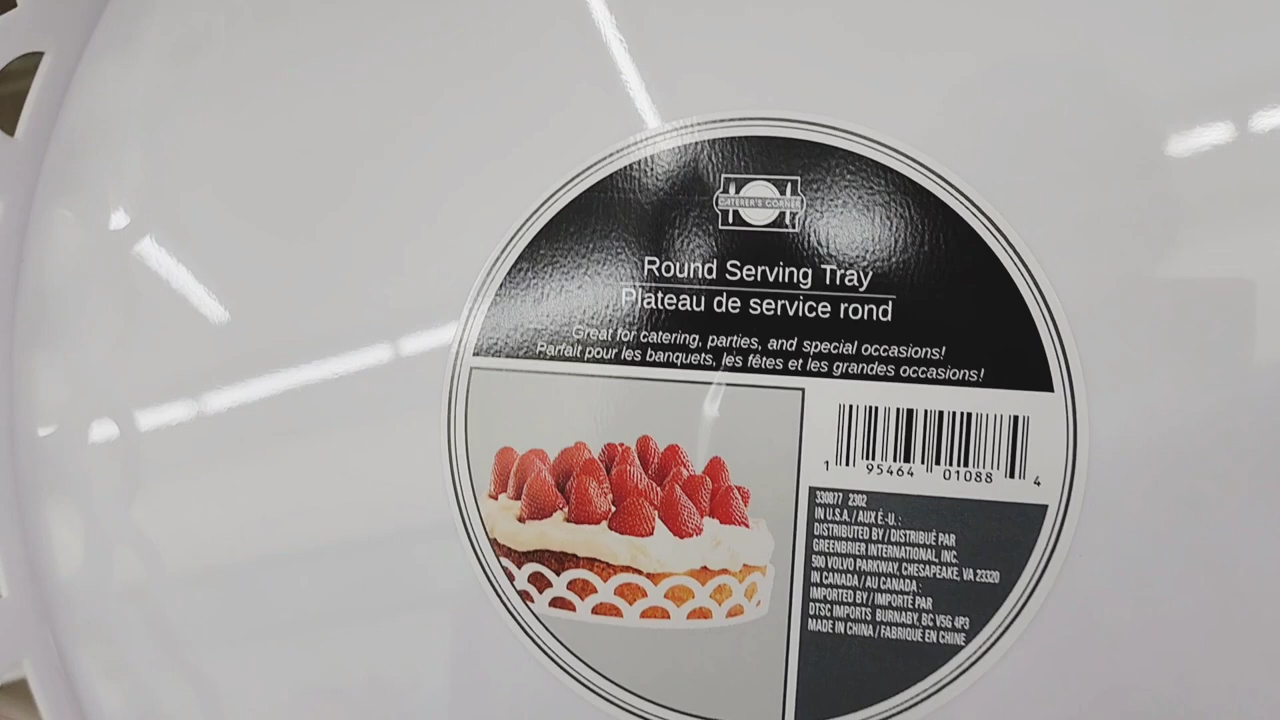 CATERER'S CORNER
Round Serving Tray
Plateau de service rond
Great for catering, parties, and special occasions!
Parfait pour les banquets, les fêtes et les grandes occasions!
1 95464 01088 4
330877 2302
IN U.S.A. / AUX É.-U. :
DISTRIBUTED BY / DISTRIBUÉ PAR
GREENBRIER INTERNATIONAL, INC.
500 VOLVO PARKWAY, CHESAPEAKE, VA 23320
IN CANADA / AU CANADA :
IMPORTED BY / IMPORTÉ PAR
DTSC IMPORTS BURNABY, BC V5G 4P3
MADE IN CHINA / FABRIQUÉ EN CHINE